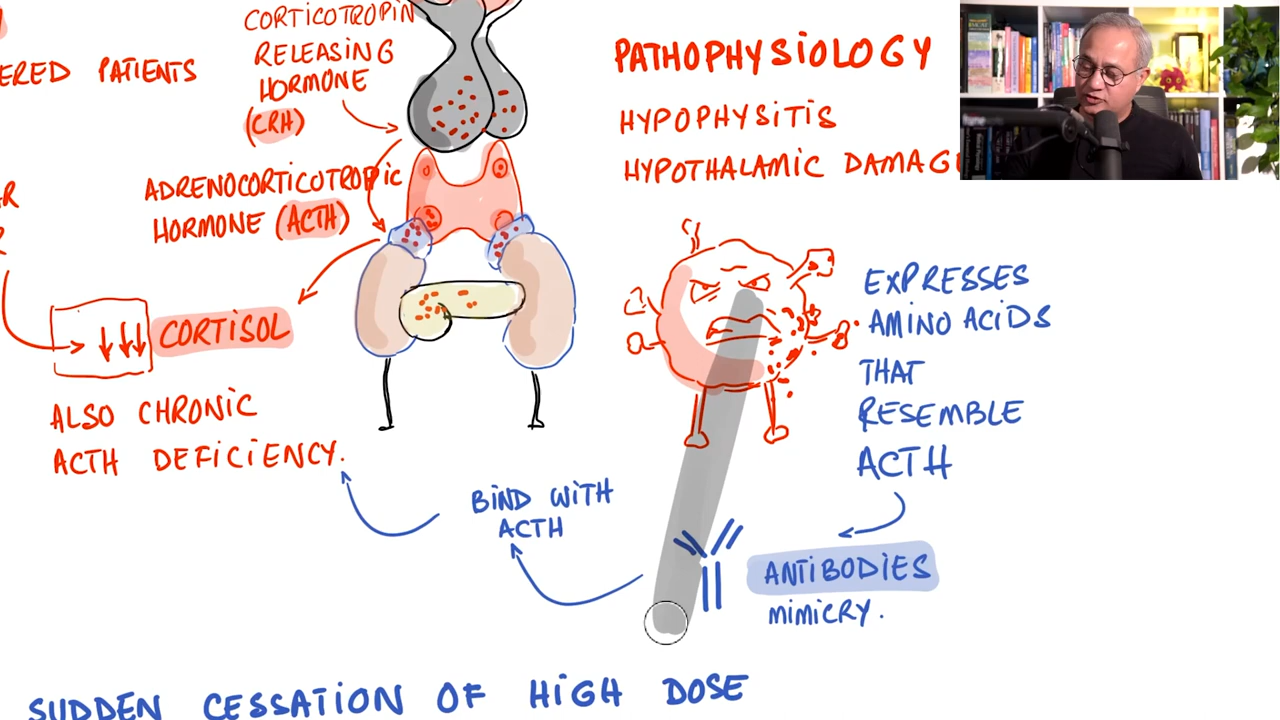 ERED PATIENTS
CORTICOTROPIN
RELEASING
HORMONE
(CRH)
ADRENOCORTICOTROPIC
HORMONE (ACTH)
CORTISOL
ALSO CHRONIC
ACTH DEFICIENCY.
PATHOPHYSIOLOGY
HYPOPHYSITIS
HYPOTHALAMIC DAMAG
EXPRESSES
AMINO ACIDS
THAT
RESEMBLE
ACTH
ANTIBODIES
MIMICRY.
BIND WITH
ACTH
SUDDEN CESSATION OF HIGH DOSE